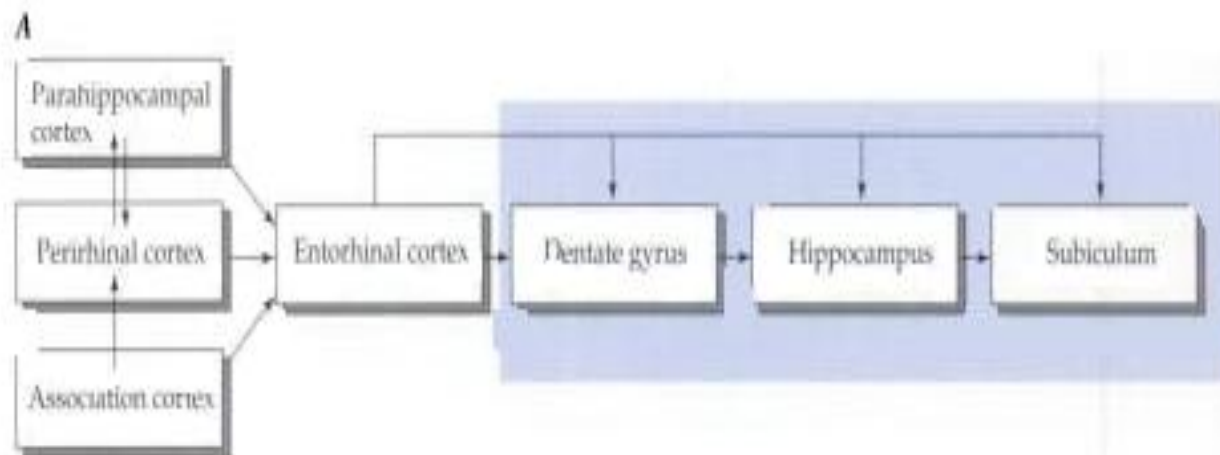 A
Parahippocampal
cortex
Perirhinal cortex
Entorhinal cortex
Dentate gyrus
Hippocampus
Subiculum
Association cortex